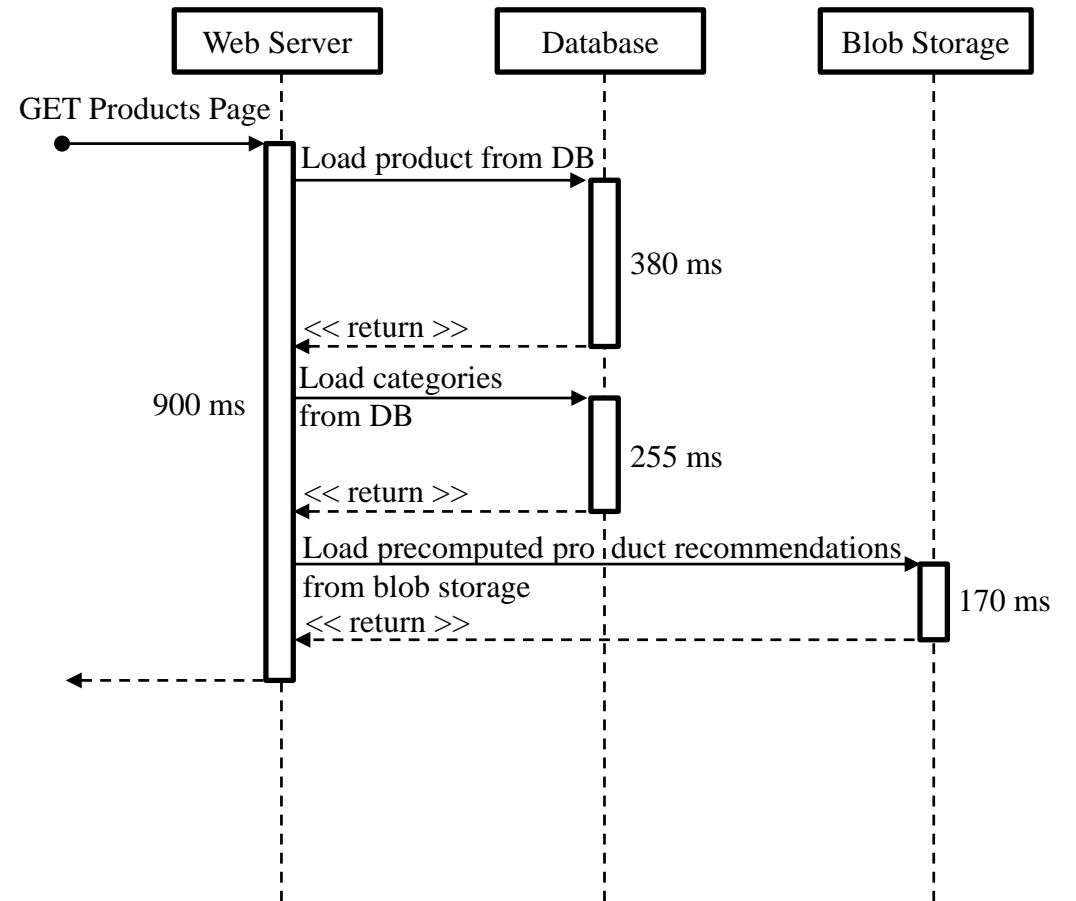 Web Server
Database
Blob Storage
GET Products Page
Load product from DB
380 ms
<< return >>
Load categories
from DB
900 ms
255 ms
<< return >>
Load precomputed pro duct recommendations
from blob storage
170 ms
<< return >>